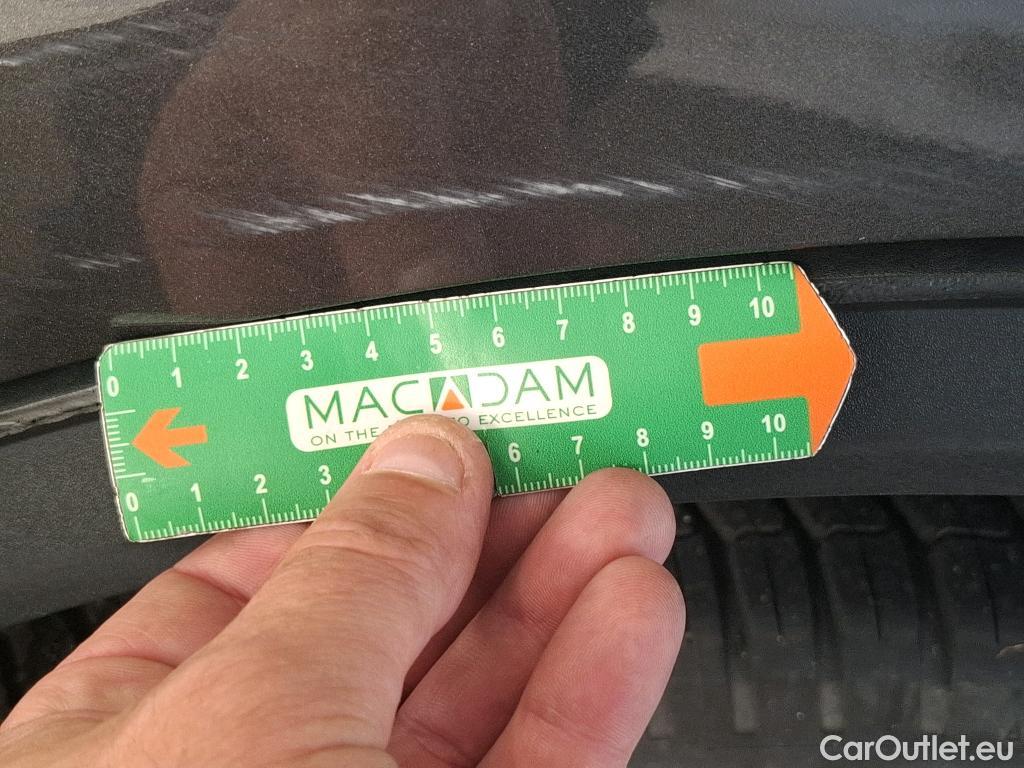 0 1 2 3 4 5 6 7 8 9 10
MACADAM
ON THE TO EXCELLENCE
0 1 2 3 6 7 8 9 10
CarOutlet.eu